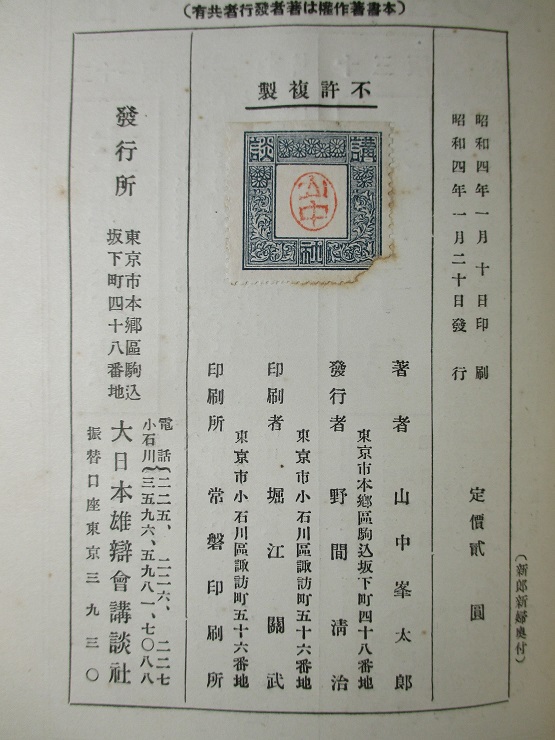 （本書著作權は著者發行者共有）
昭和四年一月十日印刷
昭和四年一月二十日發行
定價貳圓
（新郎新婦奥付）
不許複製
講談社
山中
著者 山中峯太郎
東京市本鄕區駒込坂下町四十八番地
發行者 野間淸治
東京市小石川區諏訪町五十六番地
印刷者 堀江關武
東京市小石川區諏訪町五十六番地
印刷所 常磐印刷所
發行所
東京市本鄕區駒込
坂下町四十八番地
大日本雄辯會講談社
電話 二二五、二二六、二二七
小石川 三五九六、五九八一、七〇八八
振替口座東京三九三〇